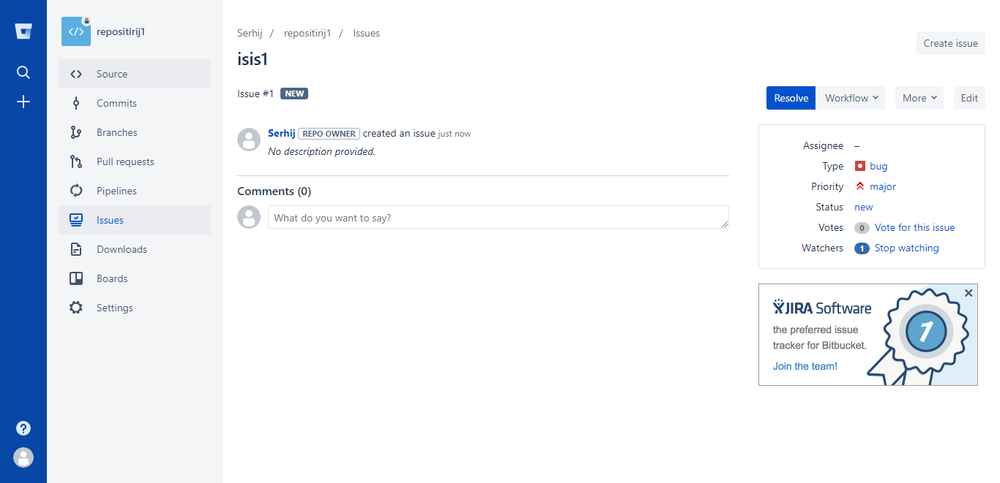 repositirij1
Source
Commits
Branches
Pull requests
Pipelines
Issues
Downloads
Boards
Settings
Serhij / repositirij1 / Issues
isis1
Create issue
Issue #1 NEW
Resolve Workflow More Edit
Serhij REPO OWNER created an issue just now
No description provided.
Comments (0)
What do you want to say?
Assignee –
Type bug
Priority major
Status new
Votes 0 Vote for this issue
Watchers 1 Stop watching
JIRA Software
the preferred issue
tracker for Bitbucket.
Join the team!
1